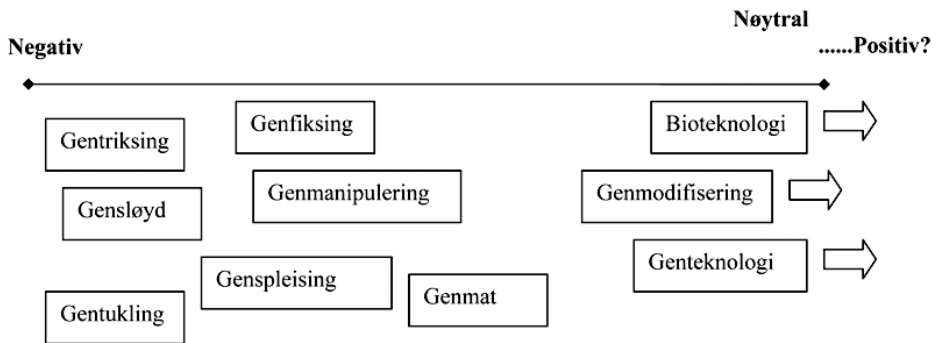 Nøytral
Negativ ......Positiv?
Gentriksing Genfiksing Bioteknologi
Gensløyd Genmanipulering Genmodifisering
Genspleising Genmat Genteknologi
Gentukling